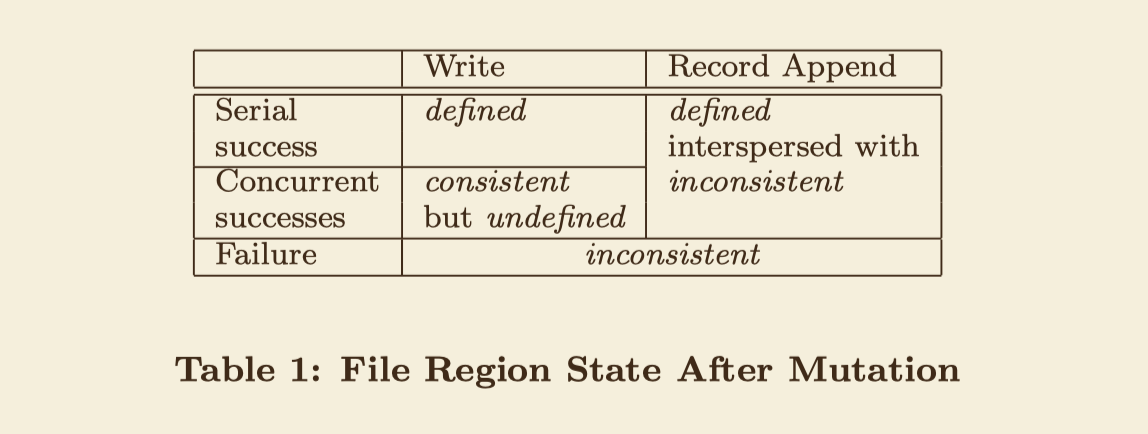 Write Record Append
Serial defined defined
success interspersed with
Concurrent consistent inconsistent
successes but undefined
Failure inconsistent
Table 1: File Region State After Mutation